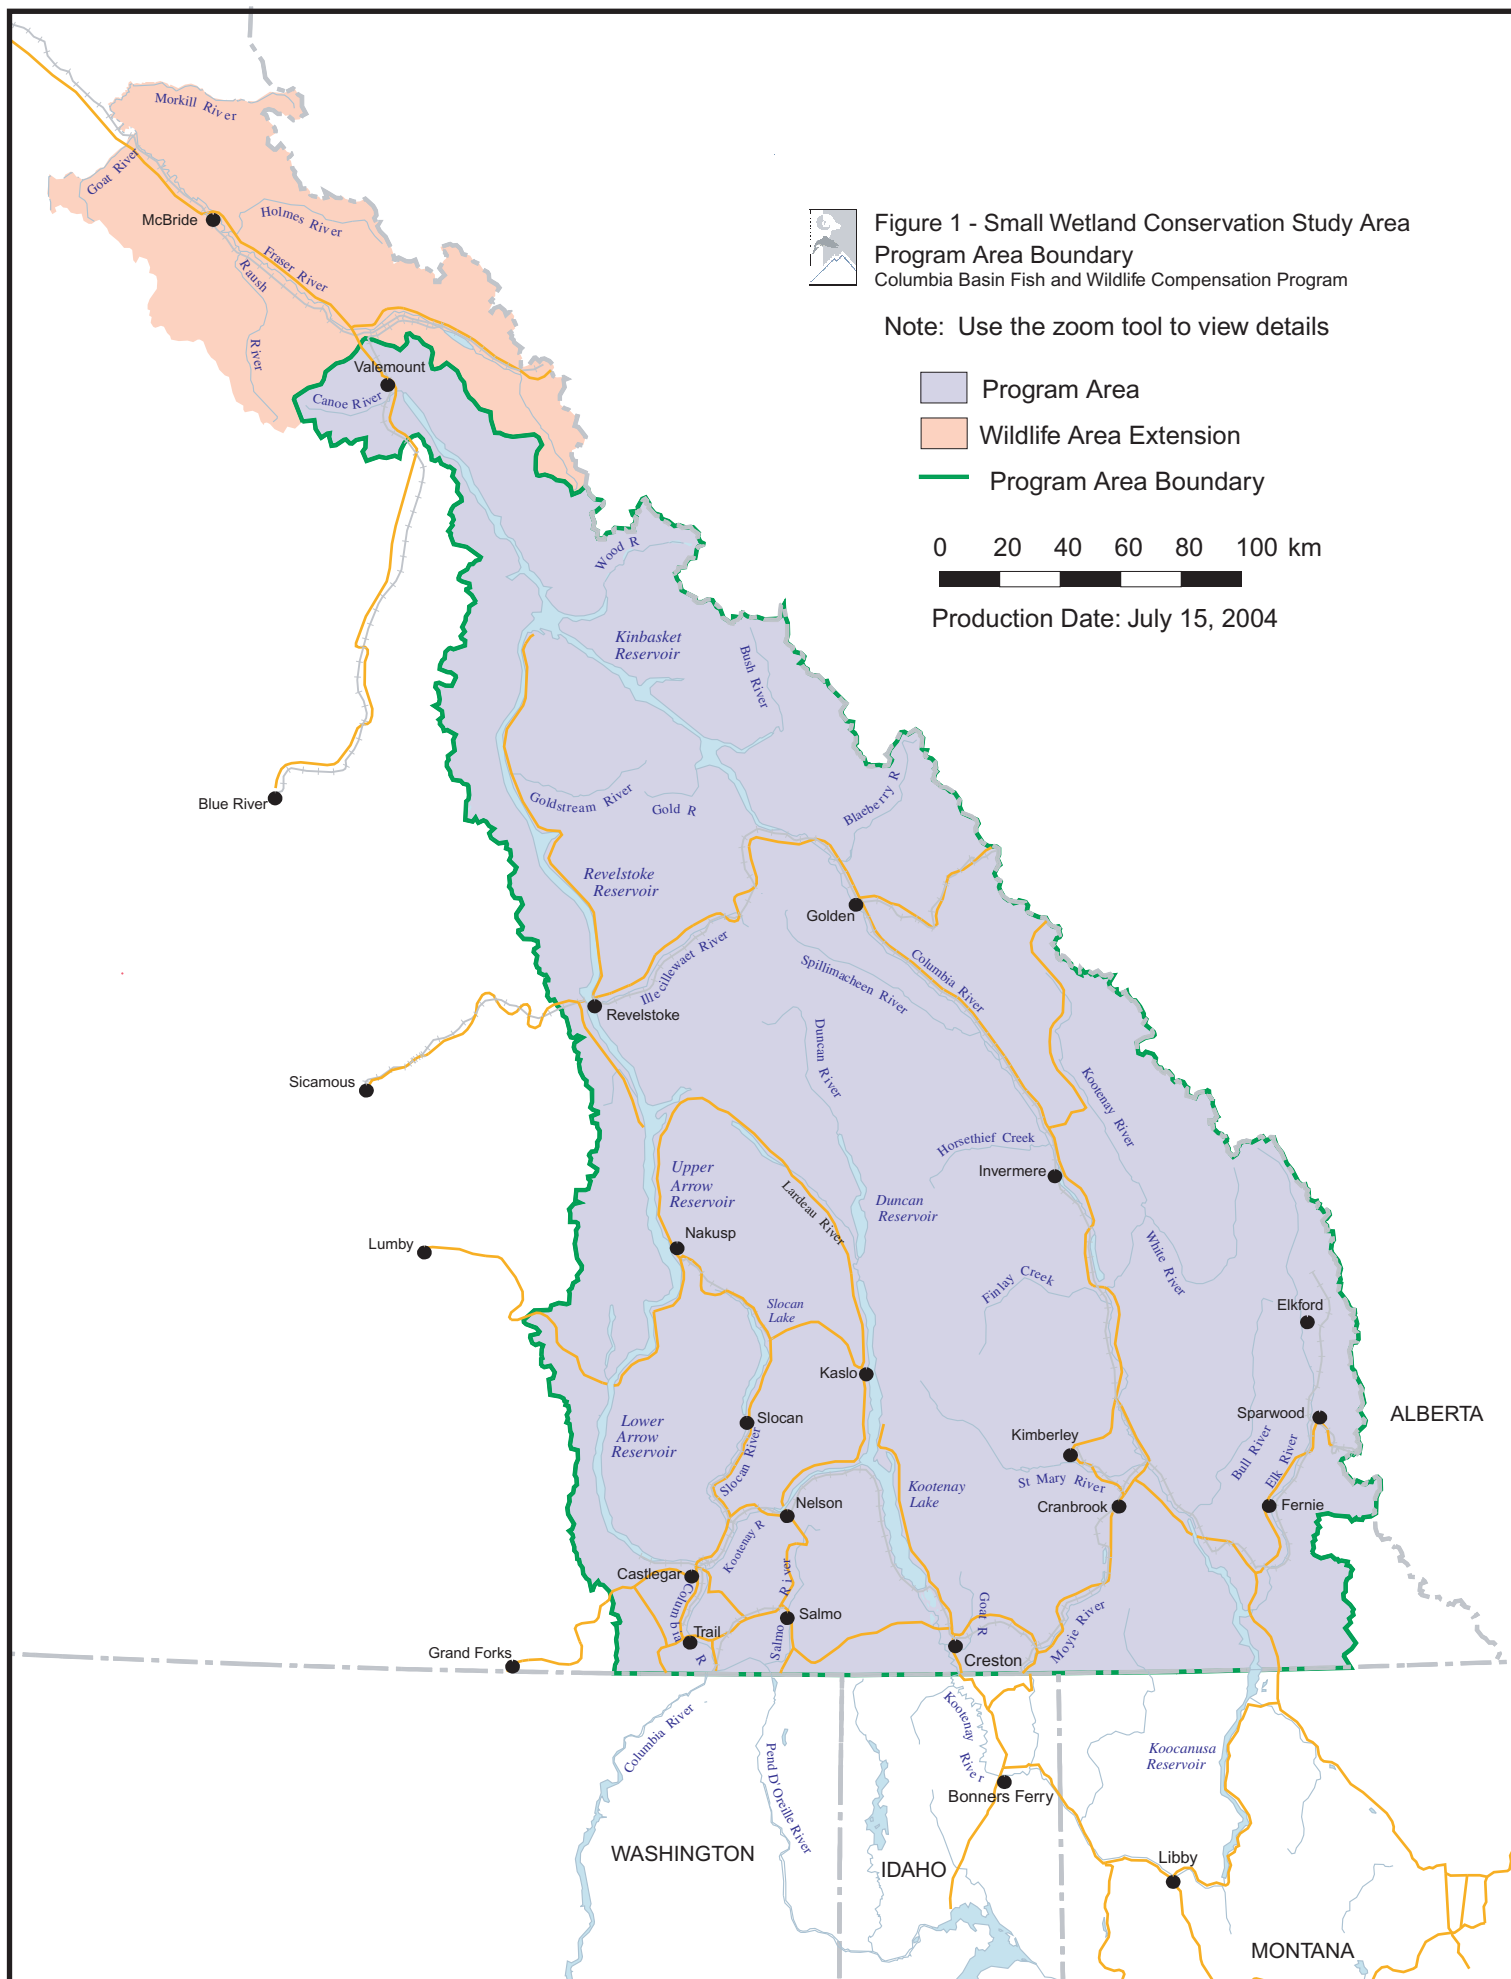 Figure 1 - Small Wetland Conservation Study Area
Program Area Boundary
Columbia Basin Fish and Wildlife Compensation Program
Note: Use the zoom tool to view details
Program Area
Wildlife Area Extension
Program Area Boundary
0 20 40 60 80 100 km
Production Date: July 15, 2004
Morkill River
Goat River
McBride
Holmes River
Fraser River
Raush River
Valemount
Canoe River
Wood R
Kinbasket
Reservoir
Bush River
Blue River
Goldstream River
Gold R
Blaeberry R
Revelstoke
Reservoir
Golden
Illecillewaet River
Spillimacheen River
Columbia River
Revelstoke
Duncan River
Sicamous
Kootenay River
Horsethief Creek
Invermere
Upper
Arrow
Reservoir
Lardeau River
Duncan
Reservoir
Nakusp
Lumby
White River
Finlay Creek
Slocan
Lake
Elkford
Kaslo
Slocan
Lower
Arrow
Reservoir
Slocan River
Sparwood
ALBERTA
Kimberley
Bull River
Elk River
St Mary River
Kootenay
Lake
Nelson
Cranbrook
Fernie
Kootenay R
Castlegar
Columbia R
River
Salmo
Salmo
Trail
Goat R
Moyie River
Grand Forks
Creston
Columbia River
Kootenay River
Pend D'Oreille River
Koocanusa
Reservoir
Bonners Ferry
WASHINGTON
IDAHO
Libby
MONTANA